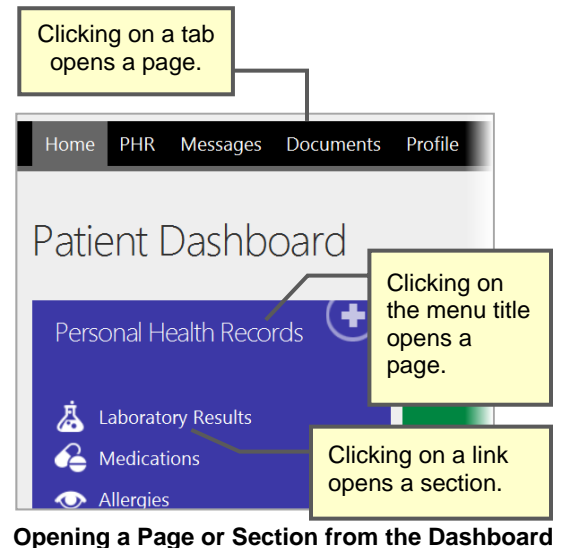 Clicking on a tab
opens a page.
Home PHR Messages Documents Profile
Patient Dashboard
Clicking on
the menu title
opens a
page.
Personal Health Records
Laboratory Results
Medications
Clicking on a link
opens a section.
Allergies
Opening a Page or Section from the Dashboard